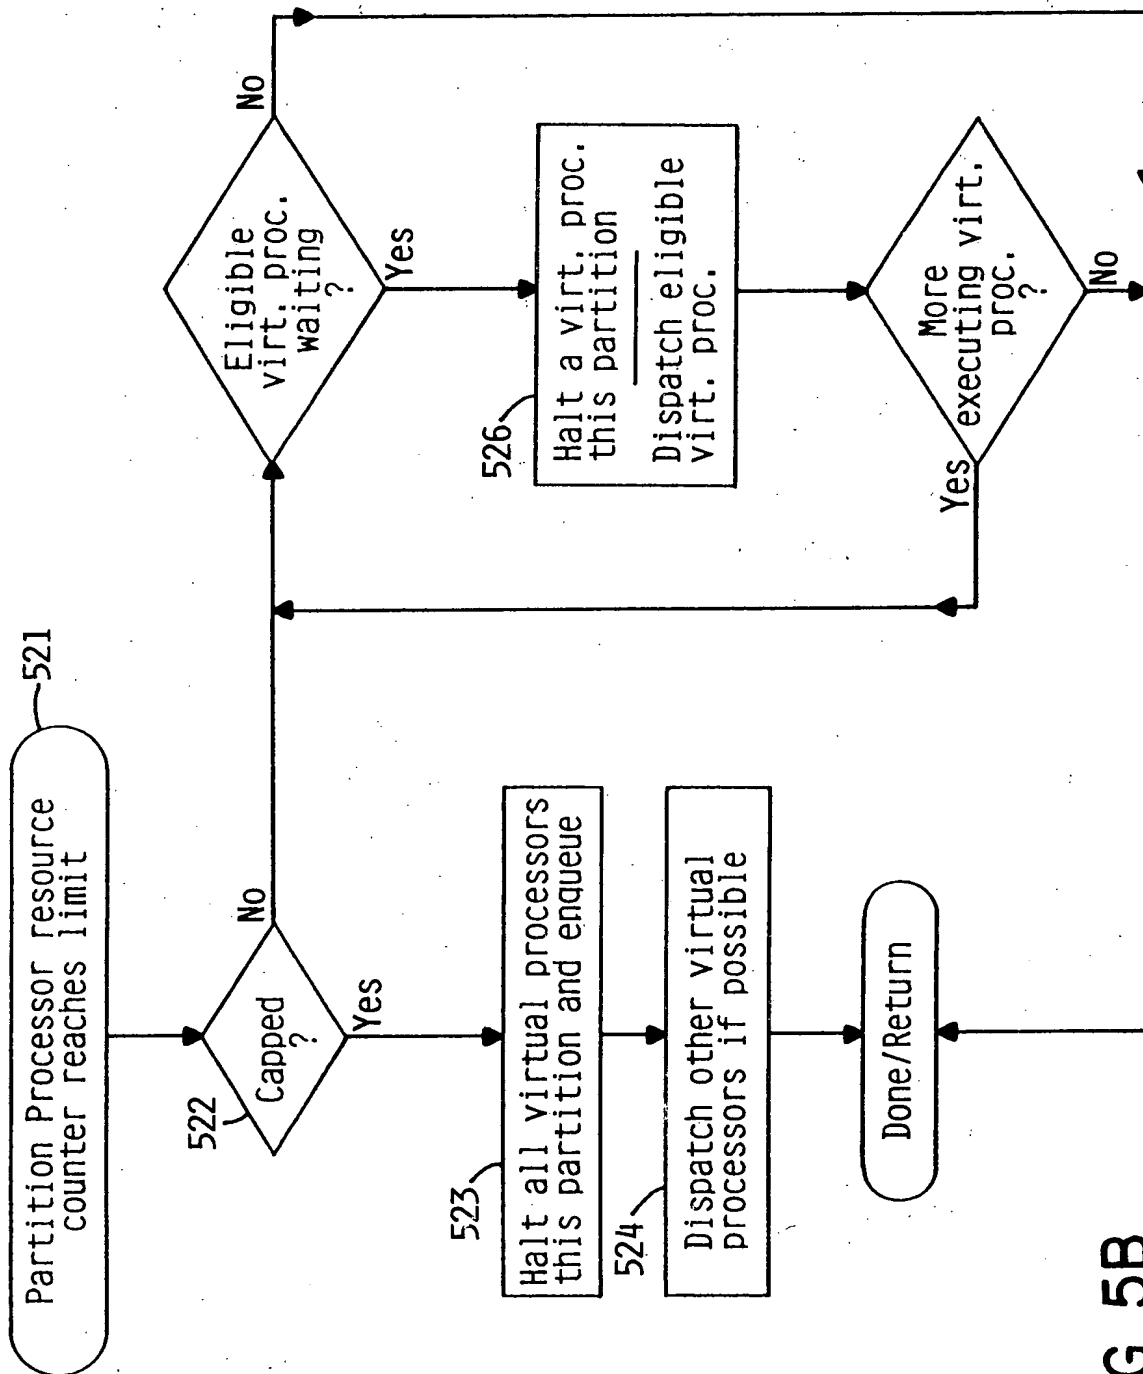 Partition Processor resource
counter reaches limit
521
Capped
?
522
No
Yes
Halt all virtual processors
this partition and enqueue
523
Dispatch other virtual
processors if possible
524
Done/Return
Eligible
virt. proc.
waiting
?
No
Yes
Halt a virt. proc.
this partition
Dispatch eligible
virt. proc.
526
More
executing virt.
proc.
?
Yes
No
G 5B